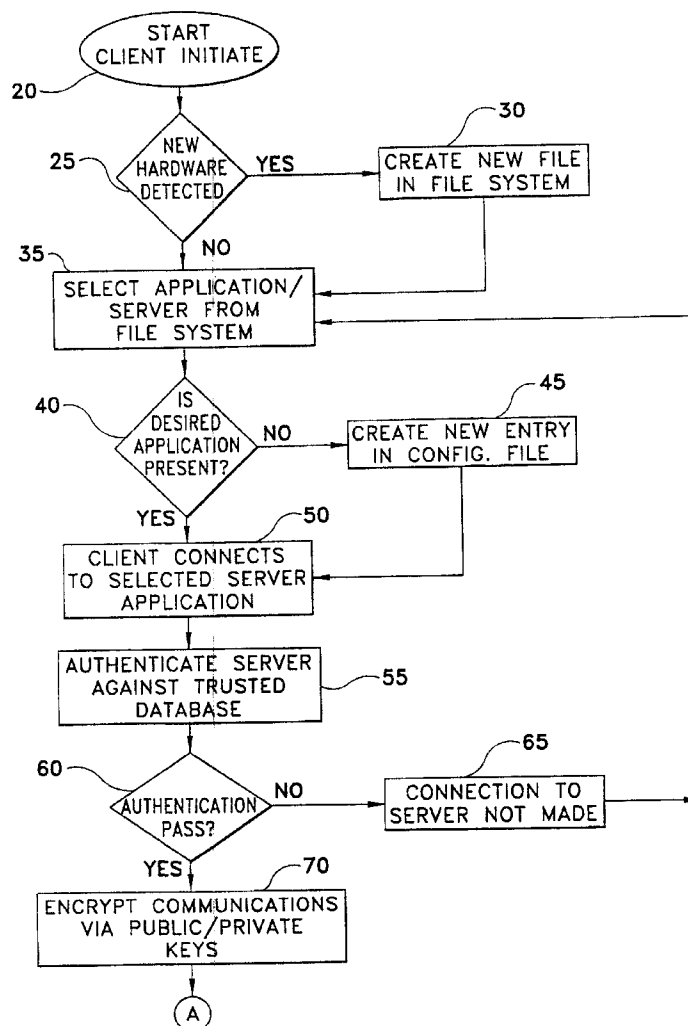 START
CLIENT INITIATE
20
NEW
HARDWARE
DETECTED
25
YES
30
CREATE NEW FILE
IN FILE SYSTEM
NO
35
SELECT APPLICATION/
SERVER FROM
FILE SYSTEM
40
IS
DESIRED
APPLICATION
PRESENT?
NO
45
CREATE NEW ENTRY
IN CONFIG. FILE
YES
50
CLIENT CONNECTS
TO SELECTED SERVER
APPLICATION
AUTHENTICATE SERVER
AGAINST TRUSTED
DATABASE
55
60
AUTHENTICATION
PASS?
NO
65
CONNECTION TO
SERVER NOT MADE
YES
70
ENCRYPT COMMUNICATIONS
VIA PUBLIC/PRIVATE
KEYS
A